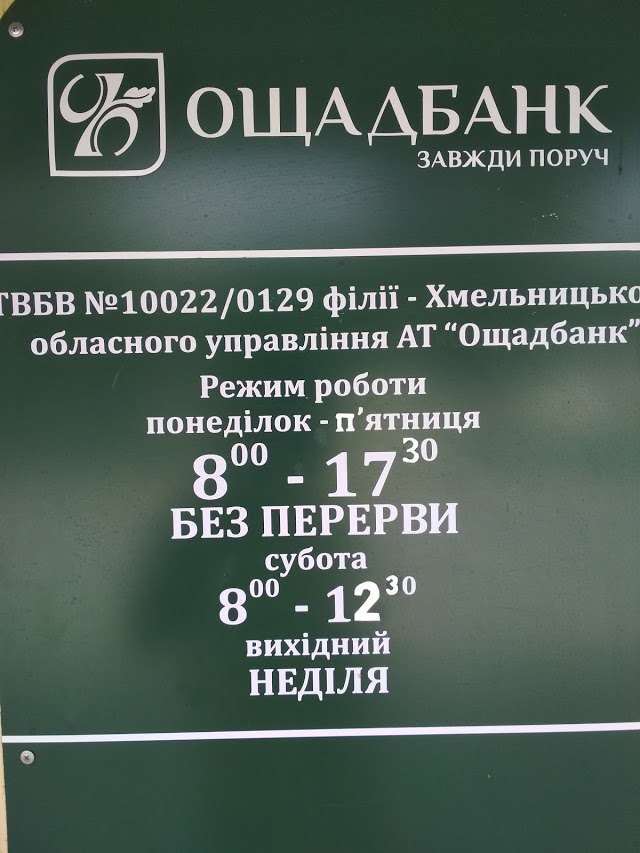 ОЩАДБАНК
ЗАВЖДИ ПОРУЧ
ТВБВ №10022/0129 філії - Хмельницько
обласного управління АТ “Ощадбанк”
Режим роботи
понеділок - п’ятниця
8⁰⁰ - 17³⁰
БЕЗ ПЕРЕРВИ
субота
8⁰⁰ - 12³⁰
вихідний
НЕДІЛЯ